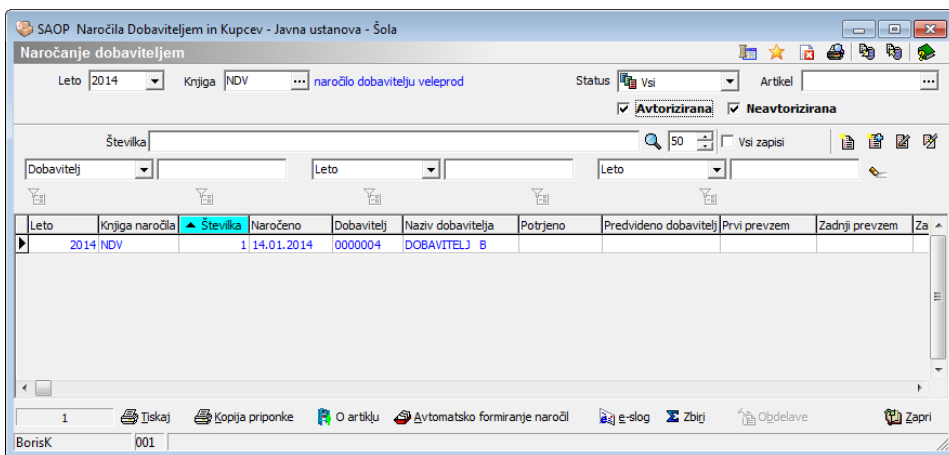 SAOP Naročila Dobaviteljem in Kupcev - Javna ustanova - Šola
Naročanje dobaviteljem
Leto 2014 Knjiga NDV ... naročilo dobavitelju veleprod Status Vsi Artikel ...
Avtorizirana Neavtorizirana
Številka 50 Vsi zapisi
Dobavitelj Leto Leto
Leto Knjiga naročila Številka Naročeno Dobavitelj Naziv dobavitelja Potrjeno Predvideno dobavitelj Prvi prevzem Zadnji prevzem Za
2014 NDV 1 14.01.2014 0000004 DOBAVITELJ B
1 Tiskaj Kopija priponke O artiklu Avtomatsko formiranje naročil e-slog Zbiri Obdelave Zapri
BorisK 001